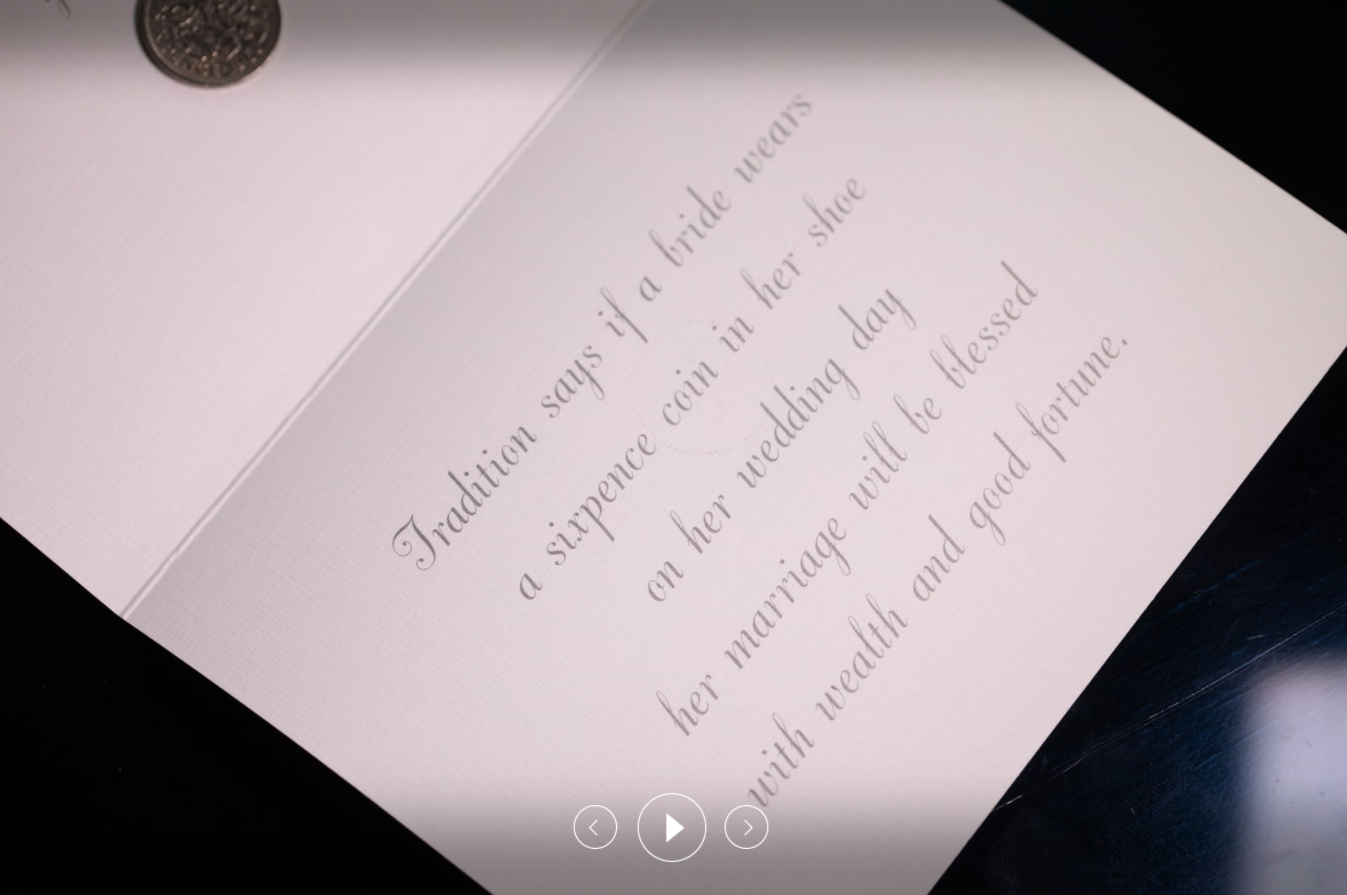 Tradition says if a bride wears
a sixpence coin in her shoe
on her wedding day
her marriage will be blessed
with wealth and good fortune.